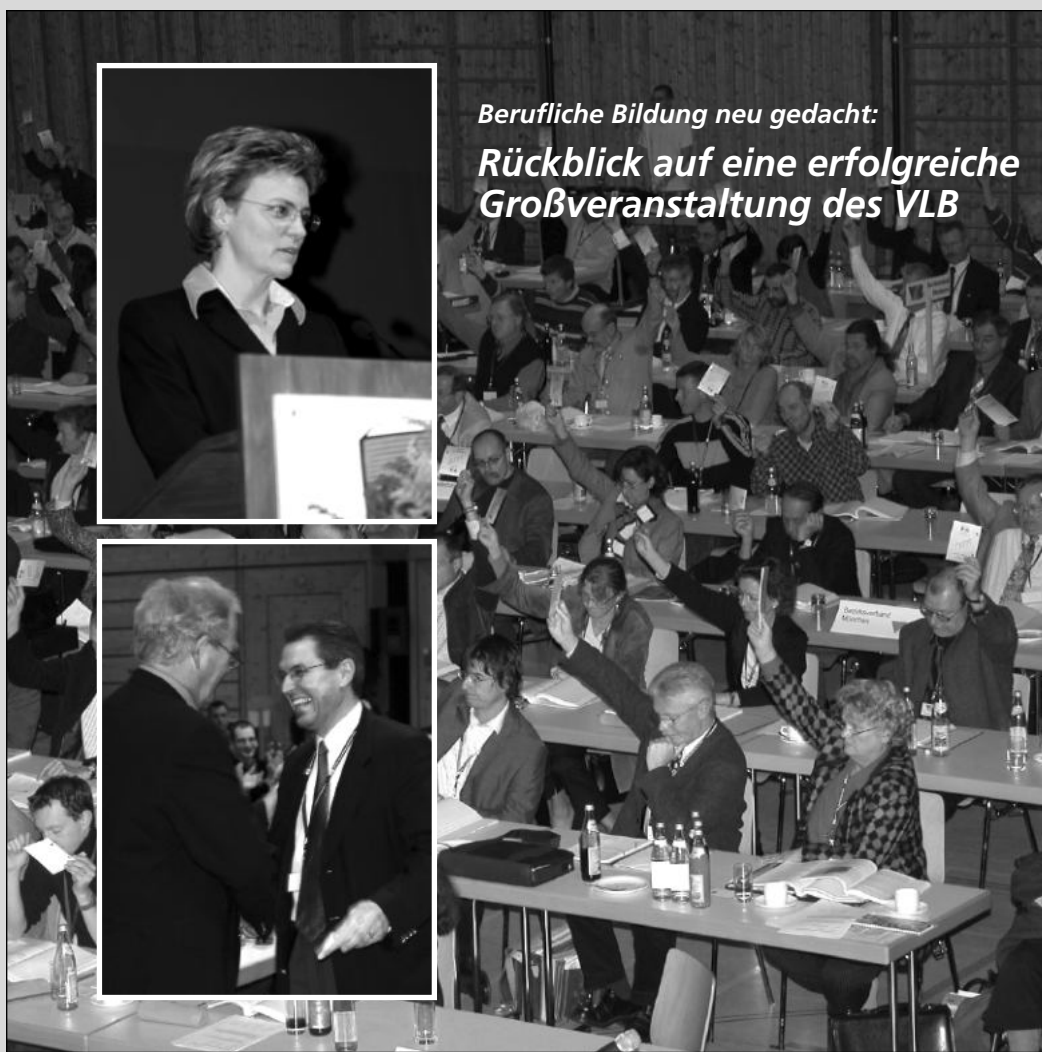 Berufliche Bildung neu gedacht:
Rückblick auf eine erfolgreiche
Großveranstaltung des VLB
Bezirksverband
München